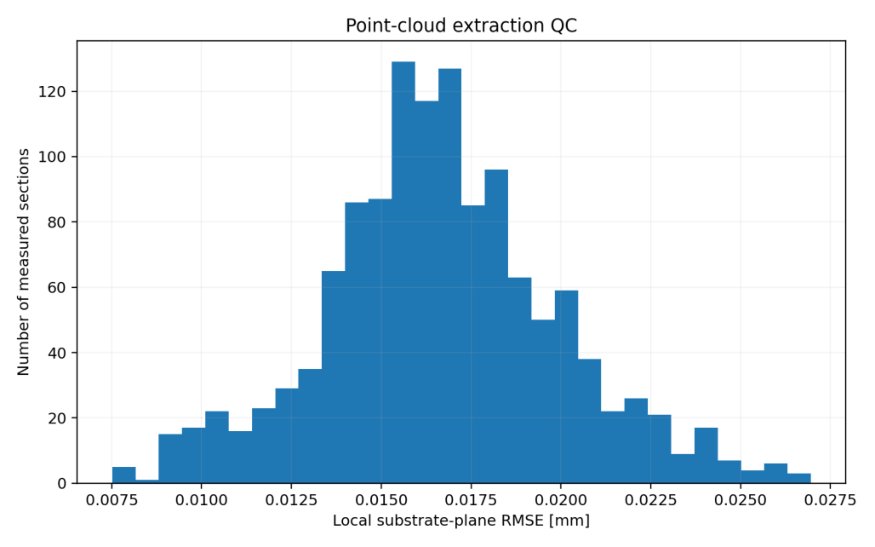 Point-cloud extraction QC
Number of measured sections
120
100
80
60
40
20
0
0.0075 0.0100 0.0125 0.0150 0.0175 0.0200 0.0225 0.0250 0.0275
Local substrate-plane RMSE [mm]